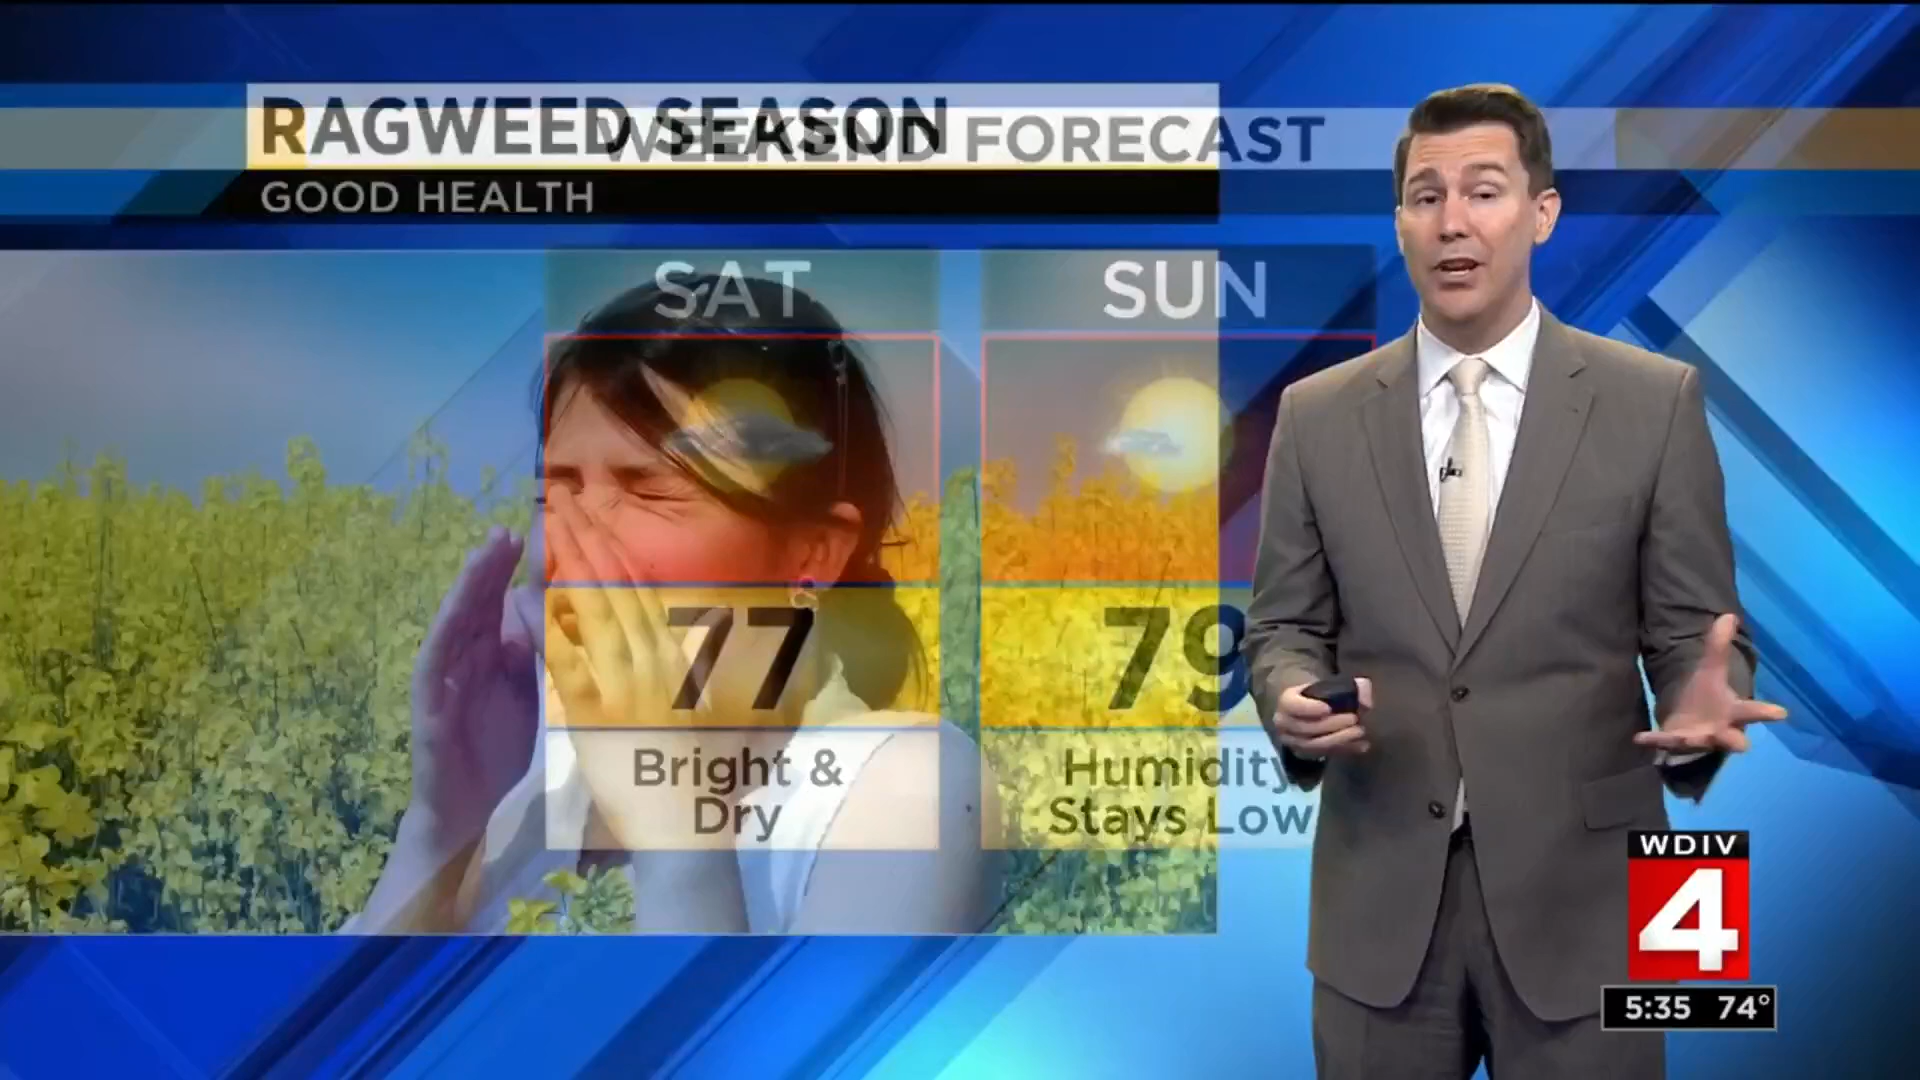 RAGWEED SEASON
WEEKEND FORECAST
GOOD HEALTH
SAT
SUN
77
79
Bright &
Dry
Humidity
Stays Low
WDIV
4
5:35 74°